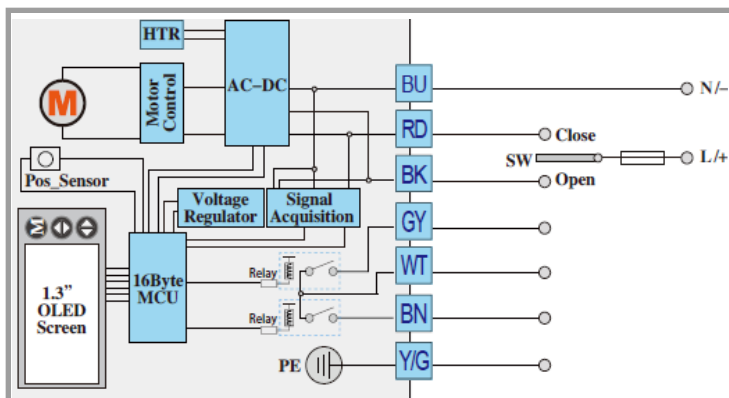 HTR
AC-DC
M
Motor
Control
Pos_Sensor
Voltage
Regulator
Signal
Acquisition
M
1.3”
OLED
Screen
16Byte
MCU
Relay
Relay
PE
BU
RD
BK
GY
WT
BN
Y/G
N/-
Close
SW
L/+
Open